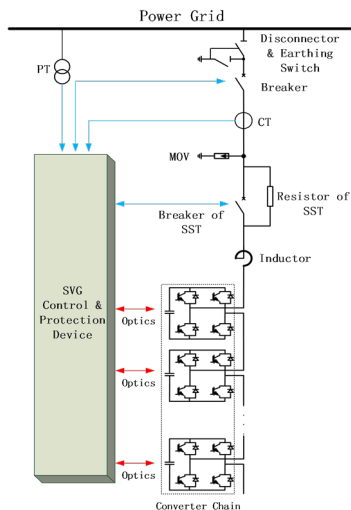 Power Grid
Disconnector
& Earthing
Switch
PT
Breaker
CT
MOV
Resistor of
SST
Breaker of
SST
Inductor
SVG
Control &
Protection
Device
Optics
Optics
Optics
Converter Chain